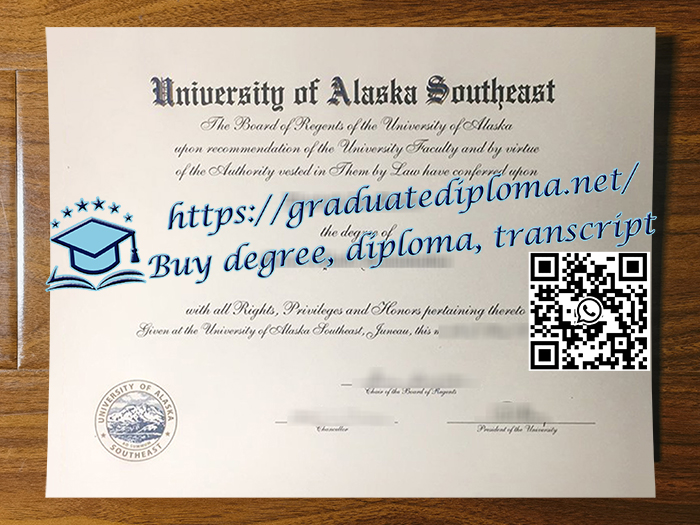 University of Alaska Southeast
The Board of Regents of the University of Alaska
upon recommendation of the University Faculty and by virtue
of the Authority vested in Them by Law have conferred upon
https://graduatediploma.net/
the degree of
Buy degree, diploma, transcript
with all Rights, Privileges and Honors pertaining thereto
Given at the University of Alaska Southeast, Juneau, this
Chair of the Board of Regents
Chancellor
President of the University
UNIVERSITY OF ALASKA
SOUTHEAST